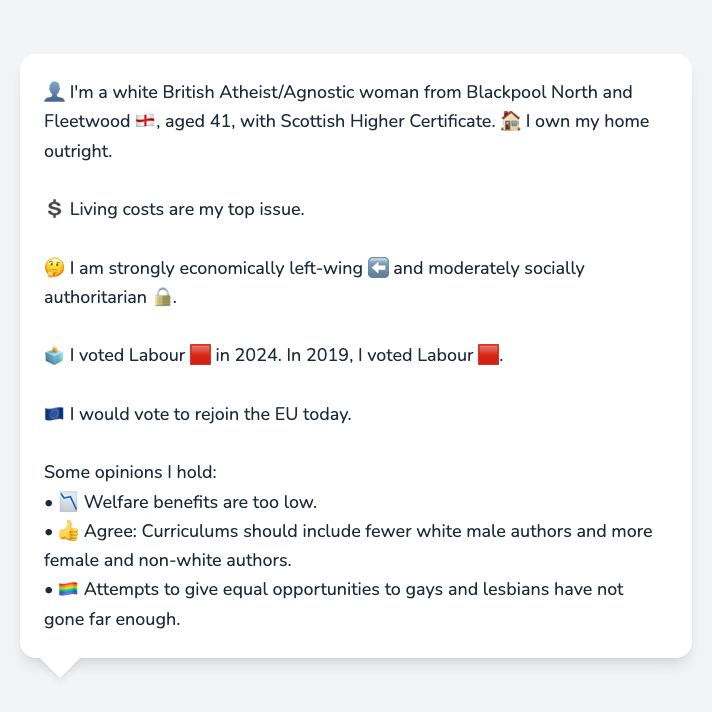 👤 I'm a white British Atheist/Agnostic woman from Blackpool North and
Fleetwood 🏴󠁧󠁢󠁥󠁮󠁧󠁿, aged 41, with Scottish Higher Certificate. 🏠 I own my home
outright.
💲 Living costs are my top issue.
🤔 I am strongly economically left-wing ⬅️ and moderately socially
authoritarian 🔒.
🗳️ I voted Labour 🟥 in 2024. In 2019, I voted Labour 🟥.
🇪🇺 I would vote to rejoin the EU today.
Some opinions I hold:
• 📉 Welfare benefits are too low.
• 👍 Agree: Curriculums should include fewer white male authors and more
female and non-white authors.
• 🏳️‍🌈 Attempts to give equal opportunities to gays and lesbians have not
gone far enough.